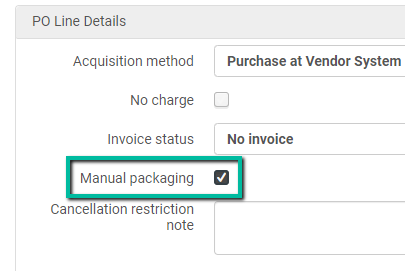 PO Line Details
Acquisition method Purchase at Vendor System
No charge
Invoice status No invoice
Manual packaging
Cancellation restriction
note